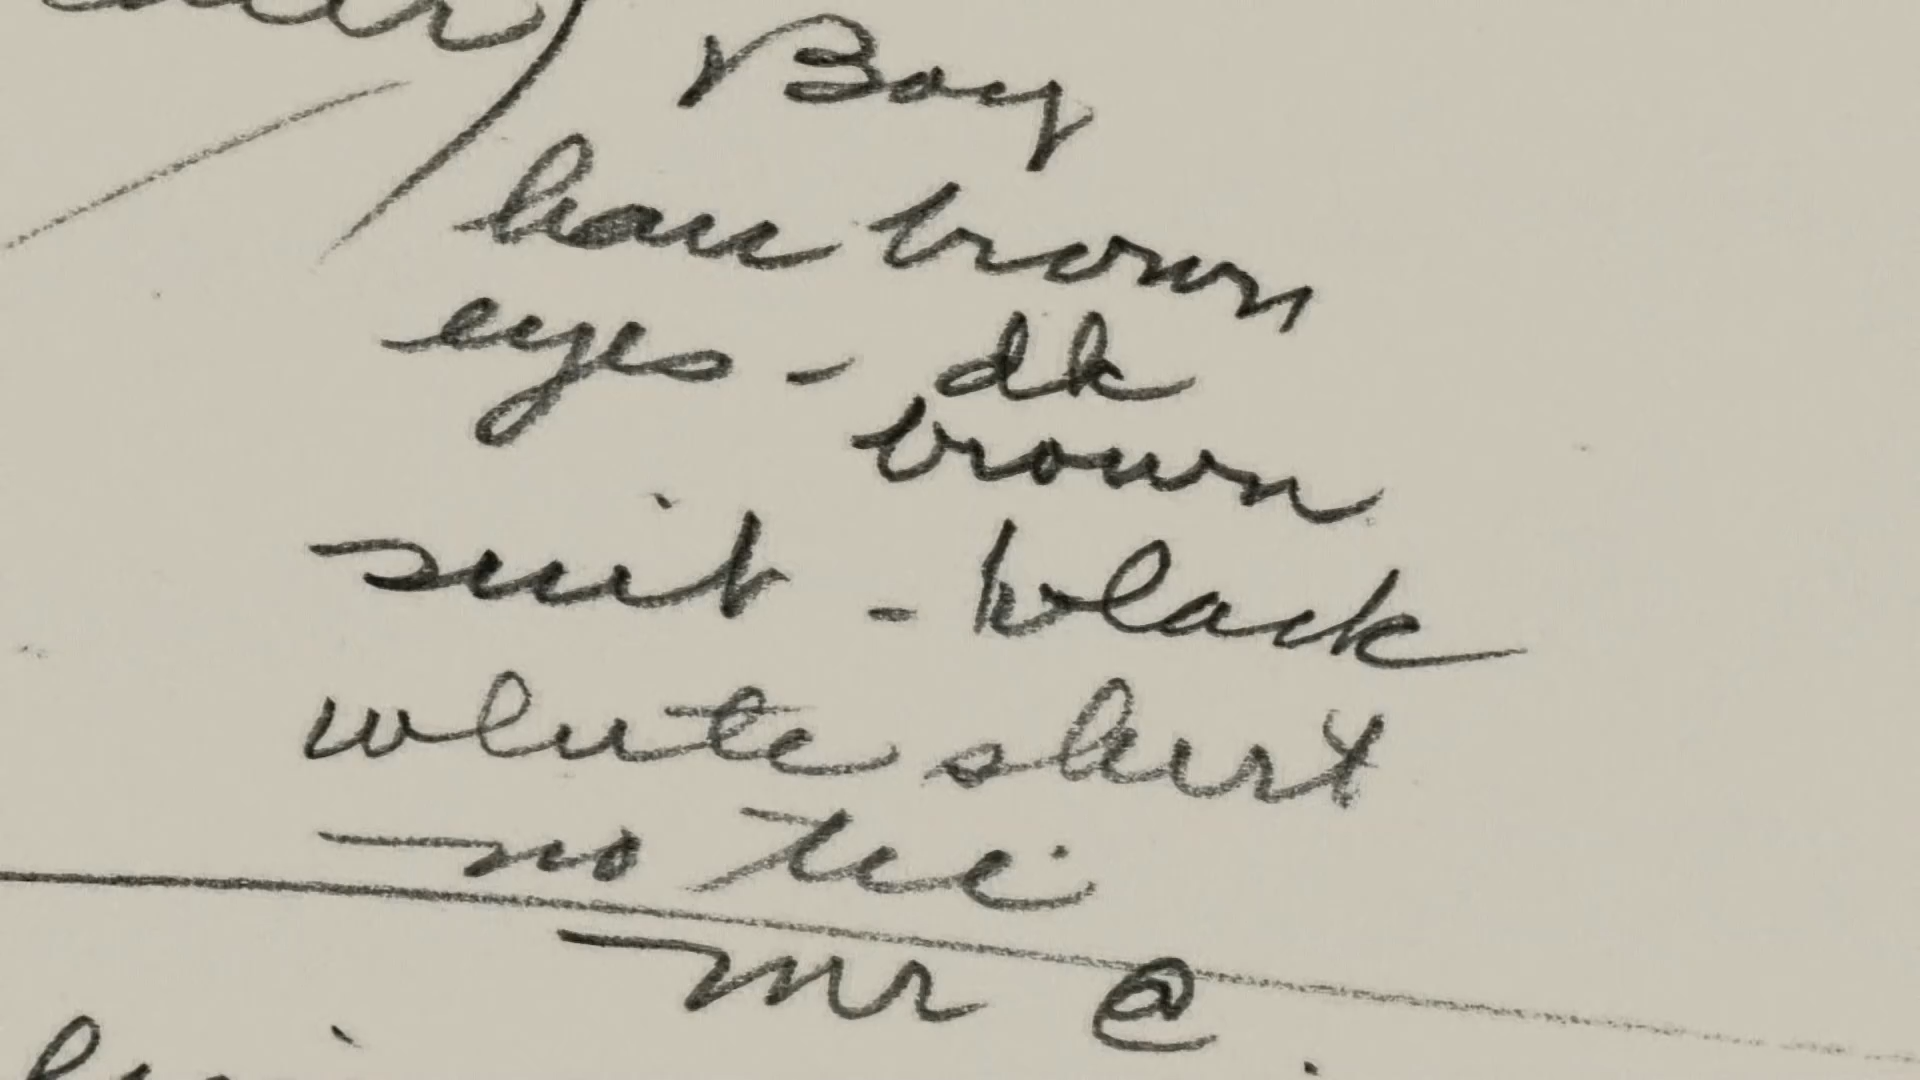 Boy
hair brown
eyes - dk
brown
suit - black
white shirt
no tie
mr @